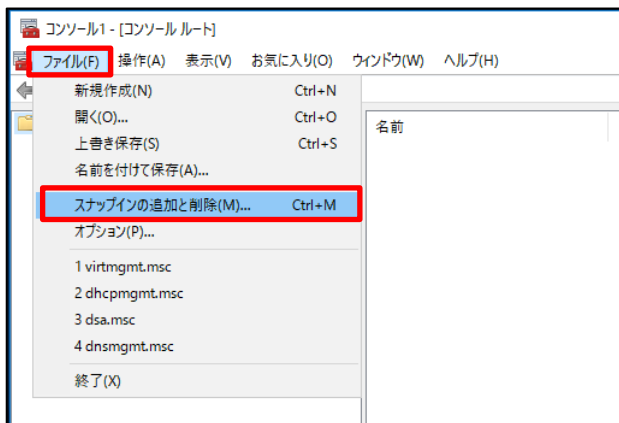 コンソール1 - [コンソール ルート]
ファイル(F) 操作(A) 表示(V) お気に入り(O) ウィンドウ(W) ヘルプ(H)
新規作成(N) Ctrl+N
開く(O)... Ctrl+O
上書き保存(S) Ctrl+S
名前を付けて保存(A)...
スナップインの追加と削除(M)... Ctrl+M
オプション(P)...
1 virtmgmt.msc
2 dhcpmgmt.msc
3 dsa.msc
4 dnsmgmt.msc
終了(X)
名前